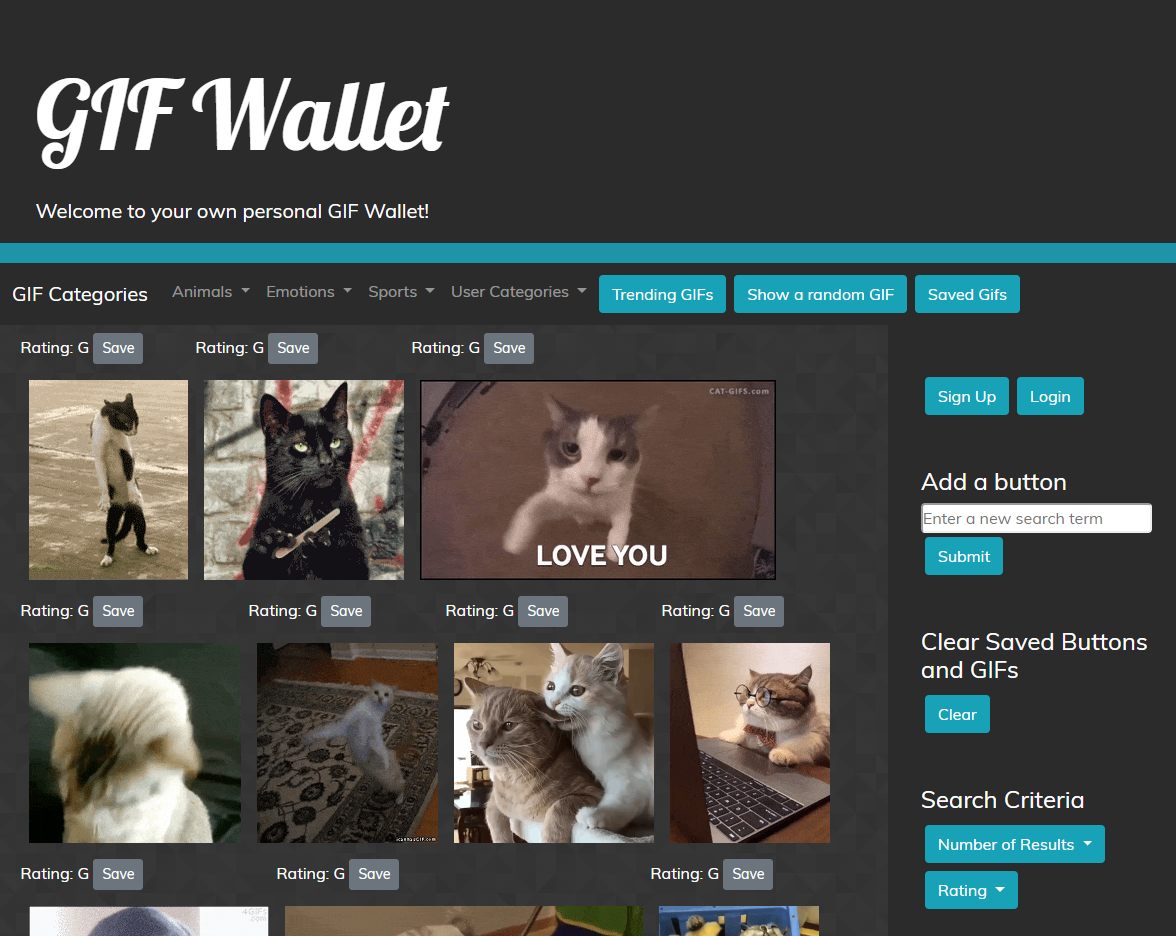 GIF Wallet
Welcome to your own personal GIF Wallet!
GIF Categories Animals Emotions Sports User Categories Trending GIFs Show a random GIF Saved Gifs
Rating: G Save Rating: G Save Rating: G Save
CAT-GIFS.com
LOVE YOU
Rating: G Save Rating: G Save Rating: G Save Rating: G Save
Rating: G Save Rating: G Save Rating: G Save
4GIFs
.com
Sign Up Login
Add a button
Enter a new search term
Submit
Clear Saved Buttons
and GIFs
Clear
Search Criteria
Number of Results
Rating